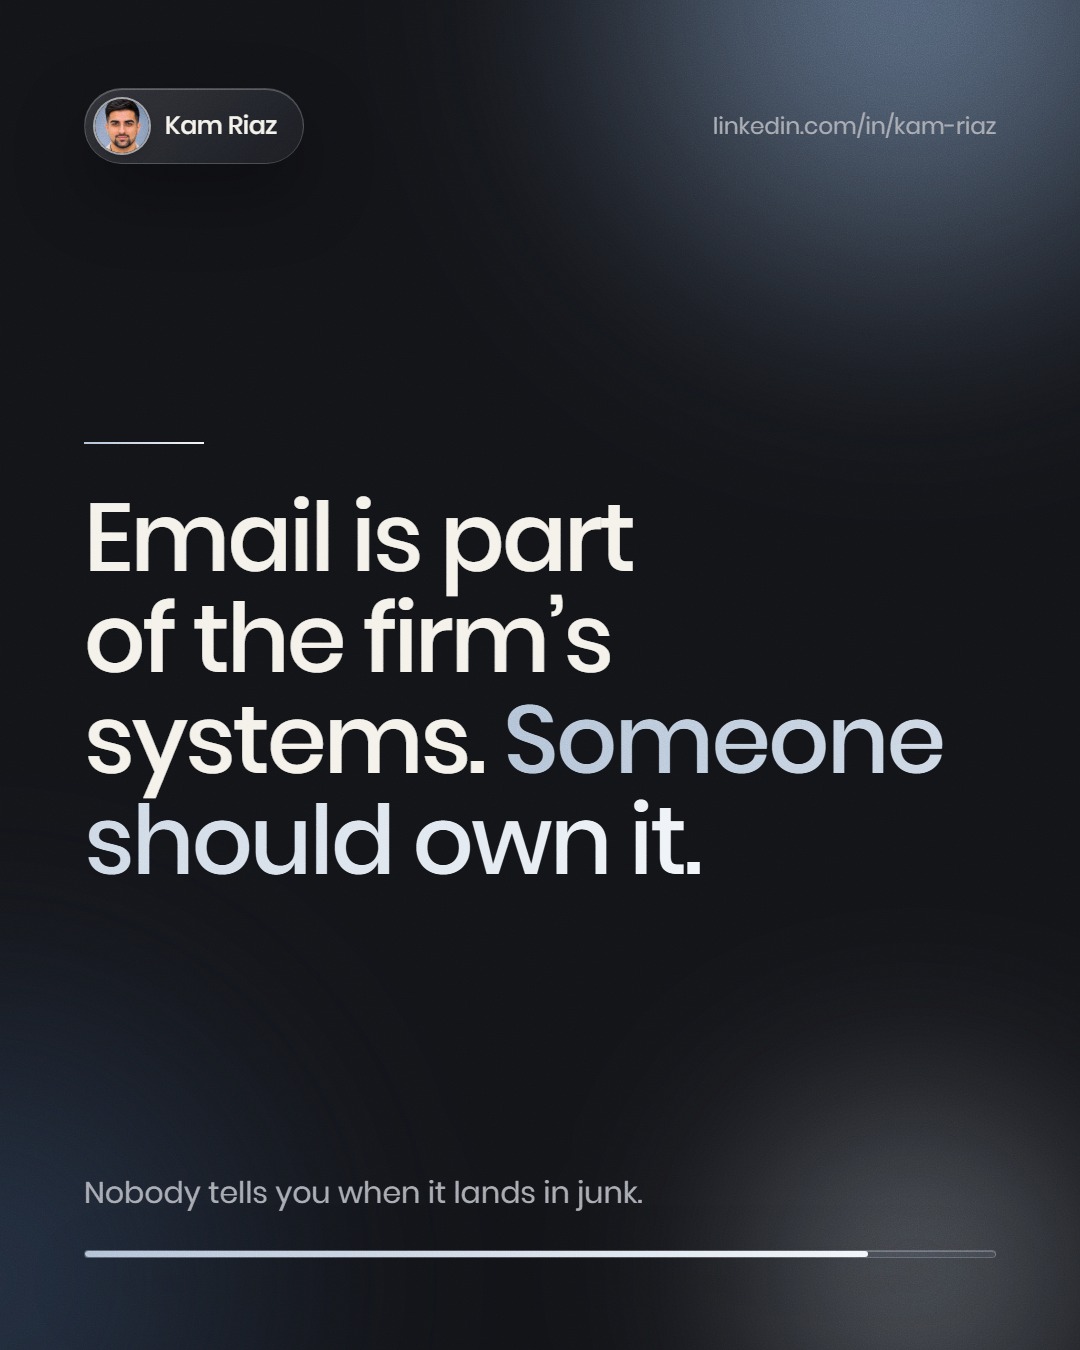 Kam Riaz
linkedin.com/in/kam-riaz
Email is part
of the firm’s
systems. Someone
should own it.
Nobody tells you when it lands in junk.